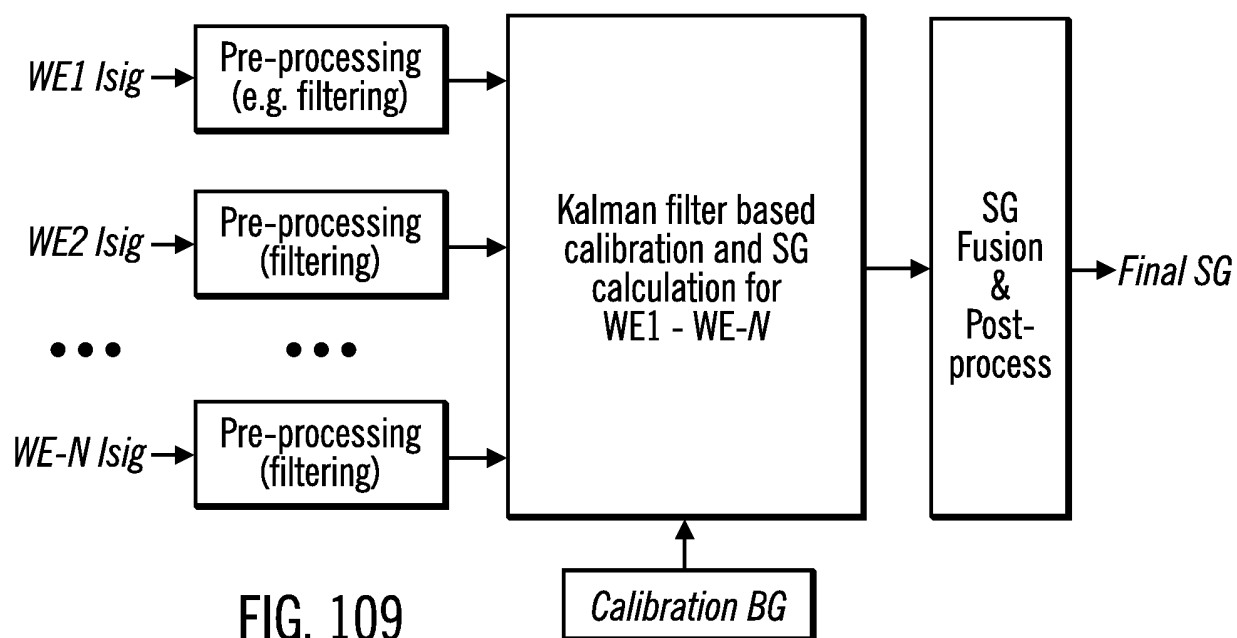 WE1 Isig
Pre-processing
(e.g. filtering)
WE2 Isig
Pre-processing
(filtering)
WE-N Isig
Pre-processing
(filtering)
Kalman filter based
calibration and SG
calculation for
WE1 - WE-N
Calibration BG
SG
Fusion
&
Post-
process
Final SG
FIG. 109